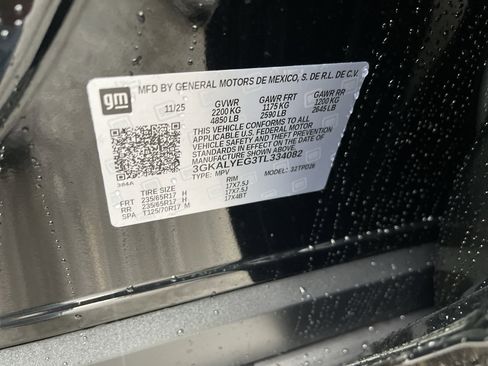 MFD BY GENERAL MOTORS DE MEXICO, S. DE R.L. DE C.V.
gm
11/25 GVWR GAWR FRT GAWR RR
2200 KG 1175 KG 1200 KG
4850 LB 2590 LB 2645 LB
THIS VEHICLE CONFORMS TO ALL APPLICABLE
U.S. FEDERAL MOTOR VEHICLE SAFETY
AND THEFT PREVENTION STANDARDS IN EFFECT ON THE
DATE OF MANUFACTURE SHOWN ABOVE.
3GKALYEG3TL334082
TYPE: MPV MODEL: 32TPD26
384A
TIRE SIZE RIM
FRT 235/65R17 H 17X7.5J
RR 235/65R17 H 17X7.5J
SPA T125/70R17 M 17X4BT